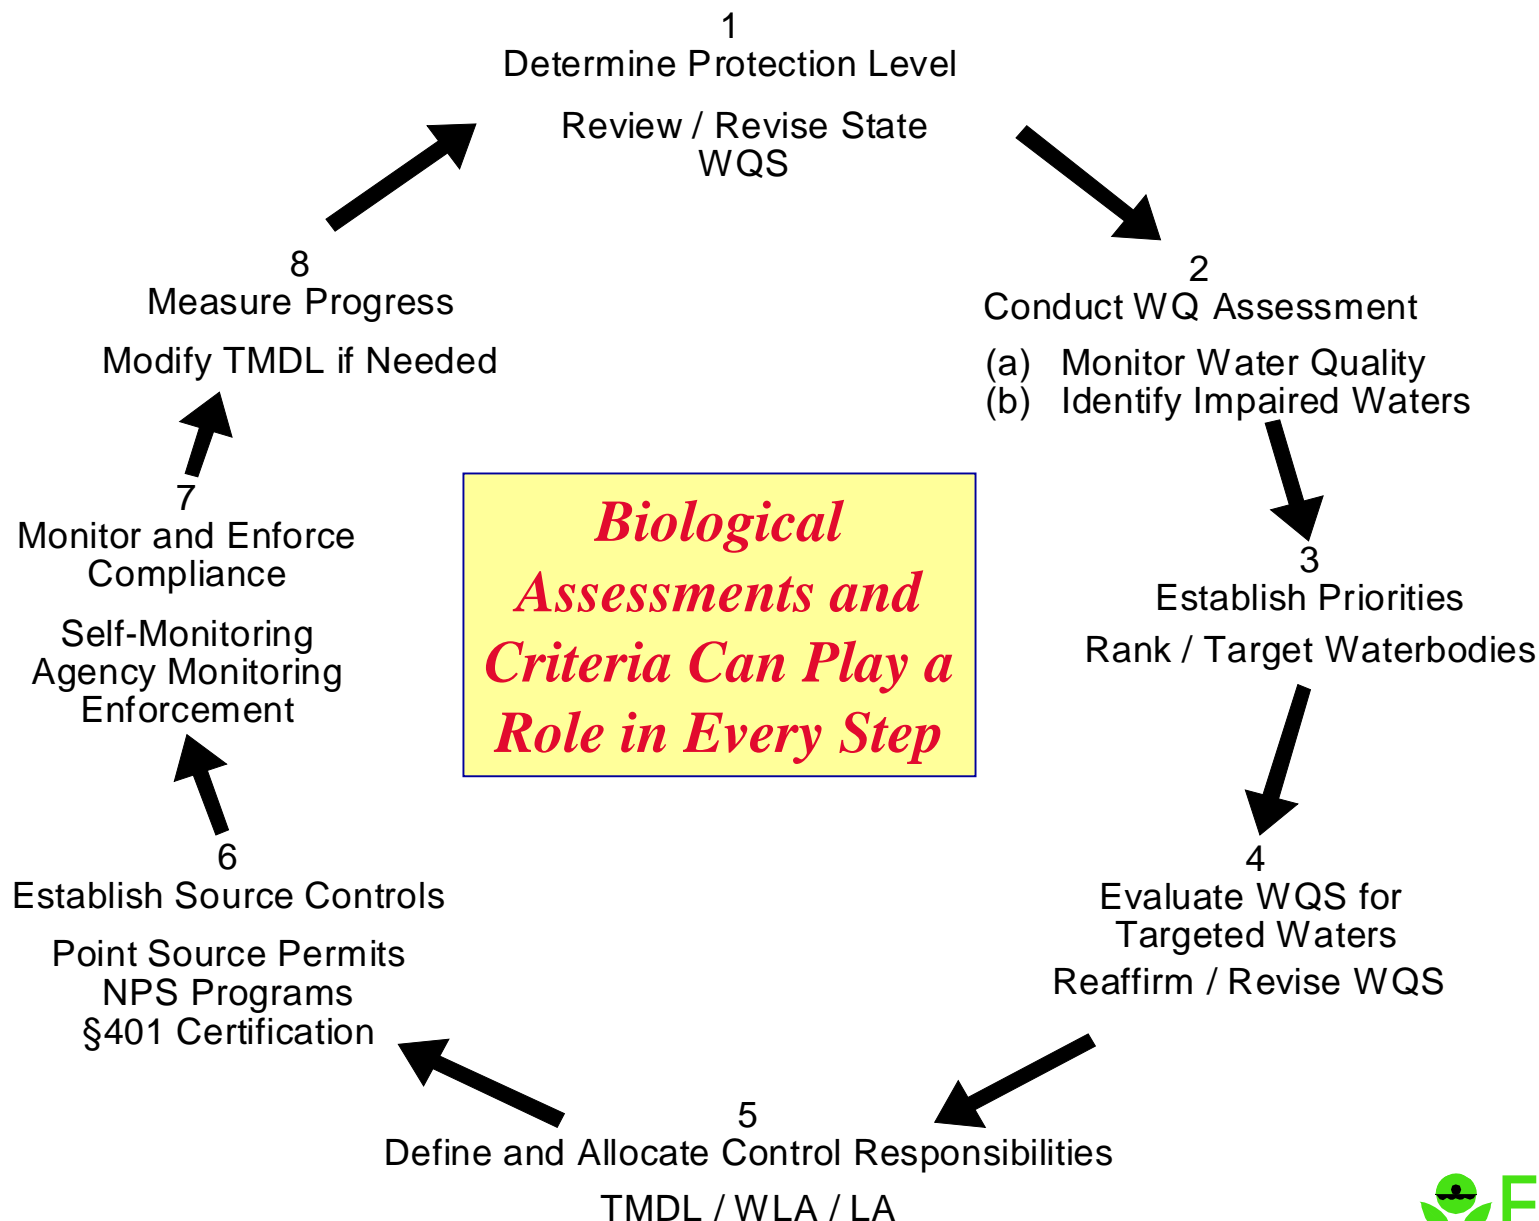 1
Determine Protection Level
Review / Revise State
WQS
2
Conduct WQ Assessment
(a) Monitor Water Quality
(b) Identify Impaired Waters
3
Establish Priorities
Rank / Target Waterbodies
4
Evaluate WQS for
Targeted Waters
Reaffirm / Revise WQS
5
Define and Allocate Control Responsibilities
TMDL / WLA / LA
6
Establish Source Controls
Point Source Permits
NPS Programs
§401 Certification
7
Monitor and Enforce
Compliance
Self-Monitoring
Agency Monitoring
Enforcement
8
Measure Progress
Modify TMDL if Needed
Biological
Assessments and
Criteria Can Play a
Role in Every Step